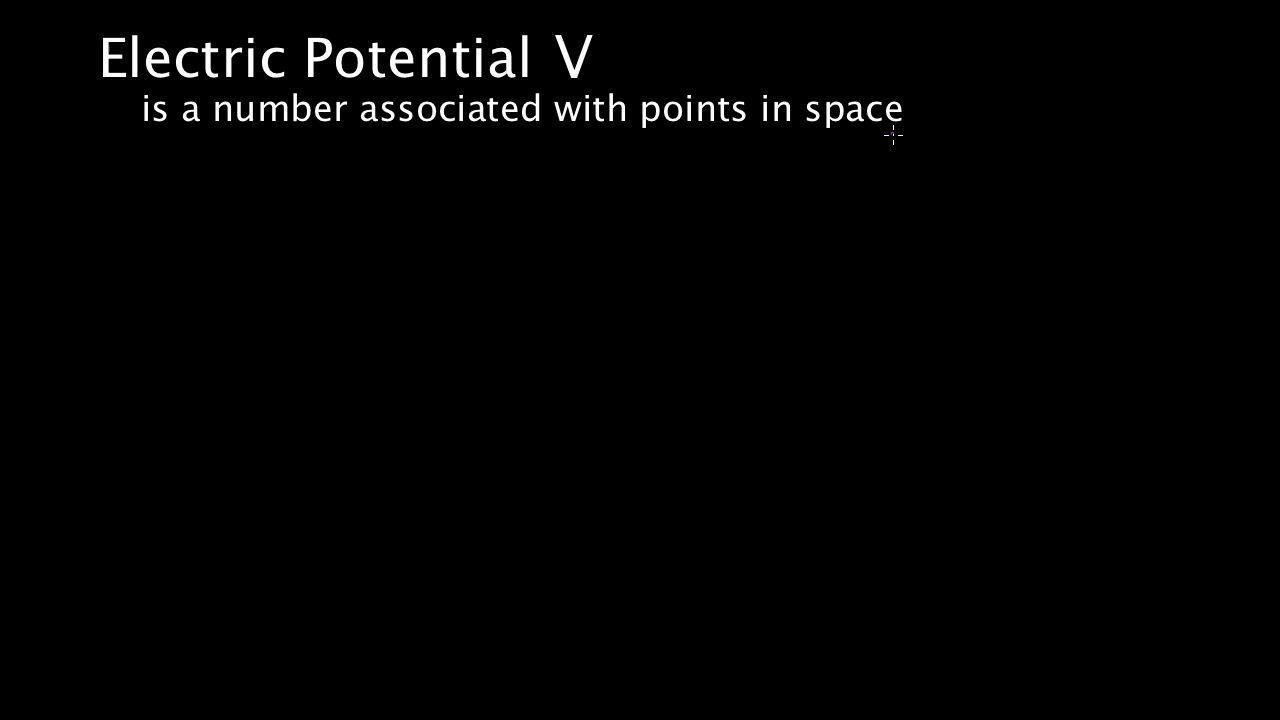 Electric Potential V
is a number associated with points in space